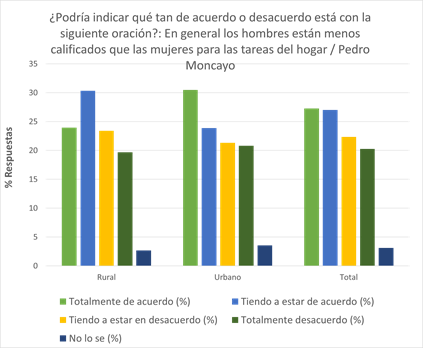 ¿Podría indicar qué tan de acuerdo o desacuerdo está con la
siguiente oración?: En general los hombres están menos
calificados que las mujeres para las tareas del hogar / Pedro
Moncayo
35
30
25
20
15
10
5
0
% Respuestas
Rural Urbano Total
Totalmente de acuerdo (%) Tiendo a estar de acuerdo (%)
Tiendo a estar en desacuerdo (%) Totalmente desacuerdo (%)
No lo se (%)